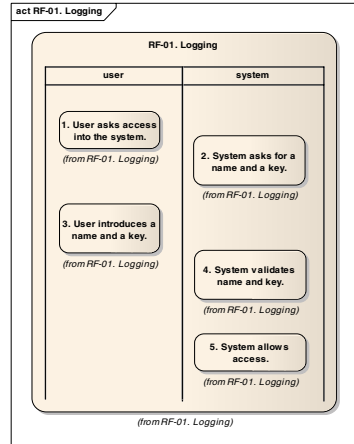 act RF-01. Logging
RF-01. Logging
user
system
1. User asks access
into the system.
(from RF-01. Logging)
2. System asks for a
name and a key.
(from RF-01. Logging)
3. User introduces a
name and a key.
(from RF-01. Logging)
4. System validates
name and key.
(from RF-01. Logging)
5. System allows
access.
(from RF-01. Logging)
(from RF-01. Logging)